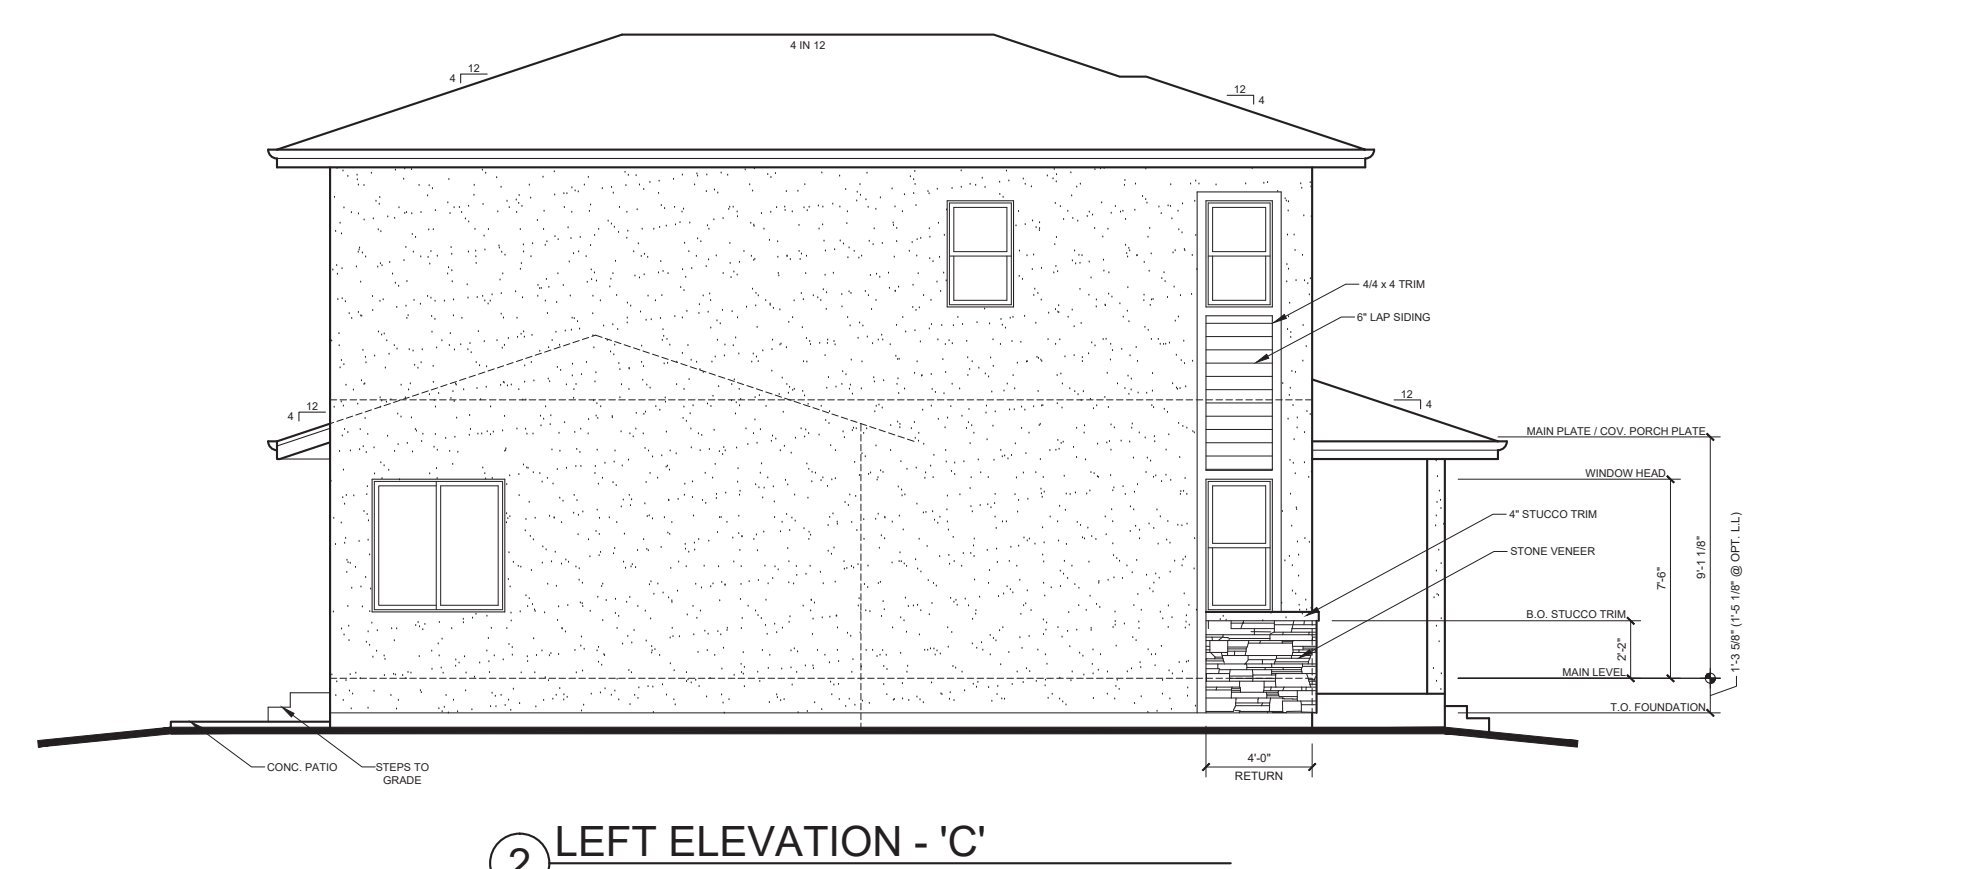 4 IN 12
12
4
12
4
4/4 x 4 TRIM
6" LAP SIDING
12
4
12
4
MAIN PLATE / COV. PORCH PLATE
WINDOW HEAD
4" STUCCO TRIM
STONE VENEER
9'-1 1/8"
1'-3 5/8" (1'-5 1/8" @ OPT. L.L)
7'-6"
B.O. STUCCO TRIM
2'-2"
MAIN LEVEL
T.O. FOUNDATION
CONC. PATIO
STEPS TO
GRADE
4'-0"
RETURN
2
LEFT ELEVATION - 'C'